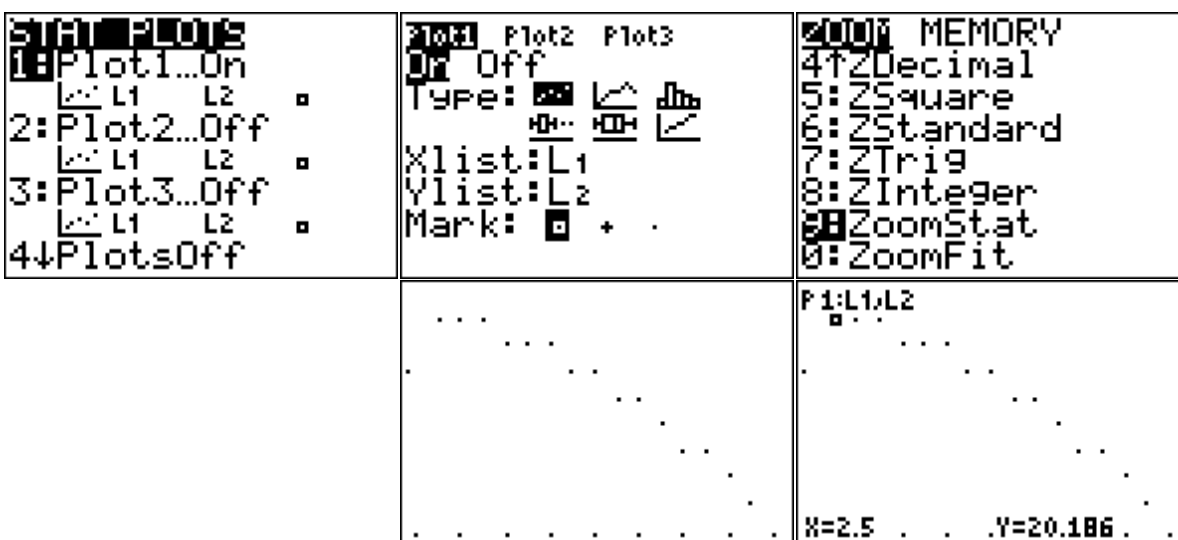 STAT PLOTS
1:Plot1…On
L1 L2 ▫
2:Plot2…Off
L1 L2 ▫
3:Plot3…Off
L1 L2 ▫
4↓PlotsOff
Plot1 Plot2 Plot3
On Off
Type:
Xlist:L1
Ylist:L2
Mark: ▫ + ·
ZOOM MEMORY
4↑ZDecimal
5:ZSquare
6:ZStandard
7:ZTrig
8:ZInteger
9:ZoomStat
0:ZoomFit
P1:L1,L2
X=2.5 Y=20.186